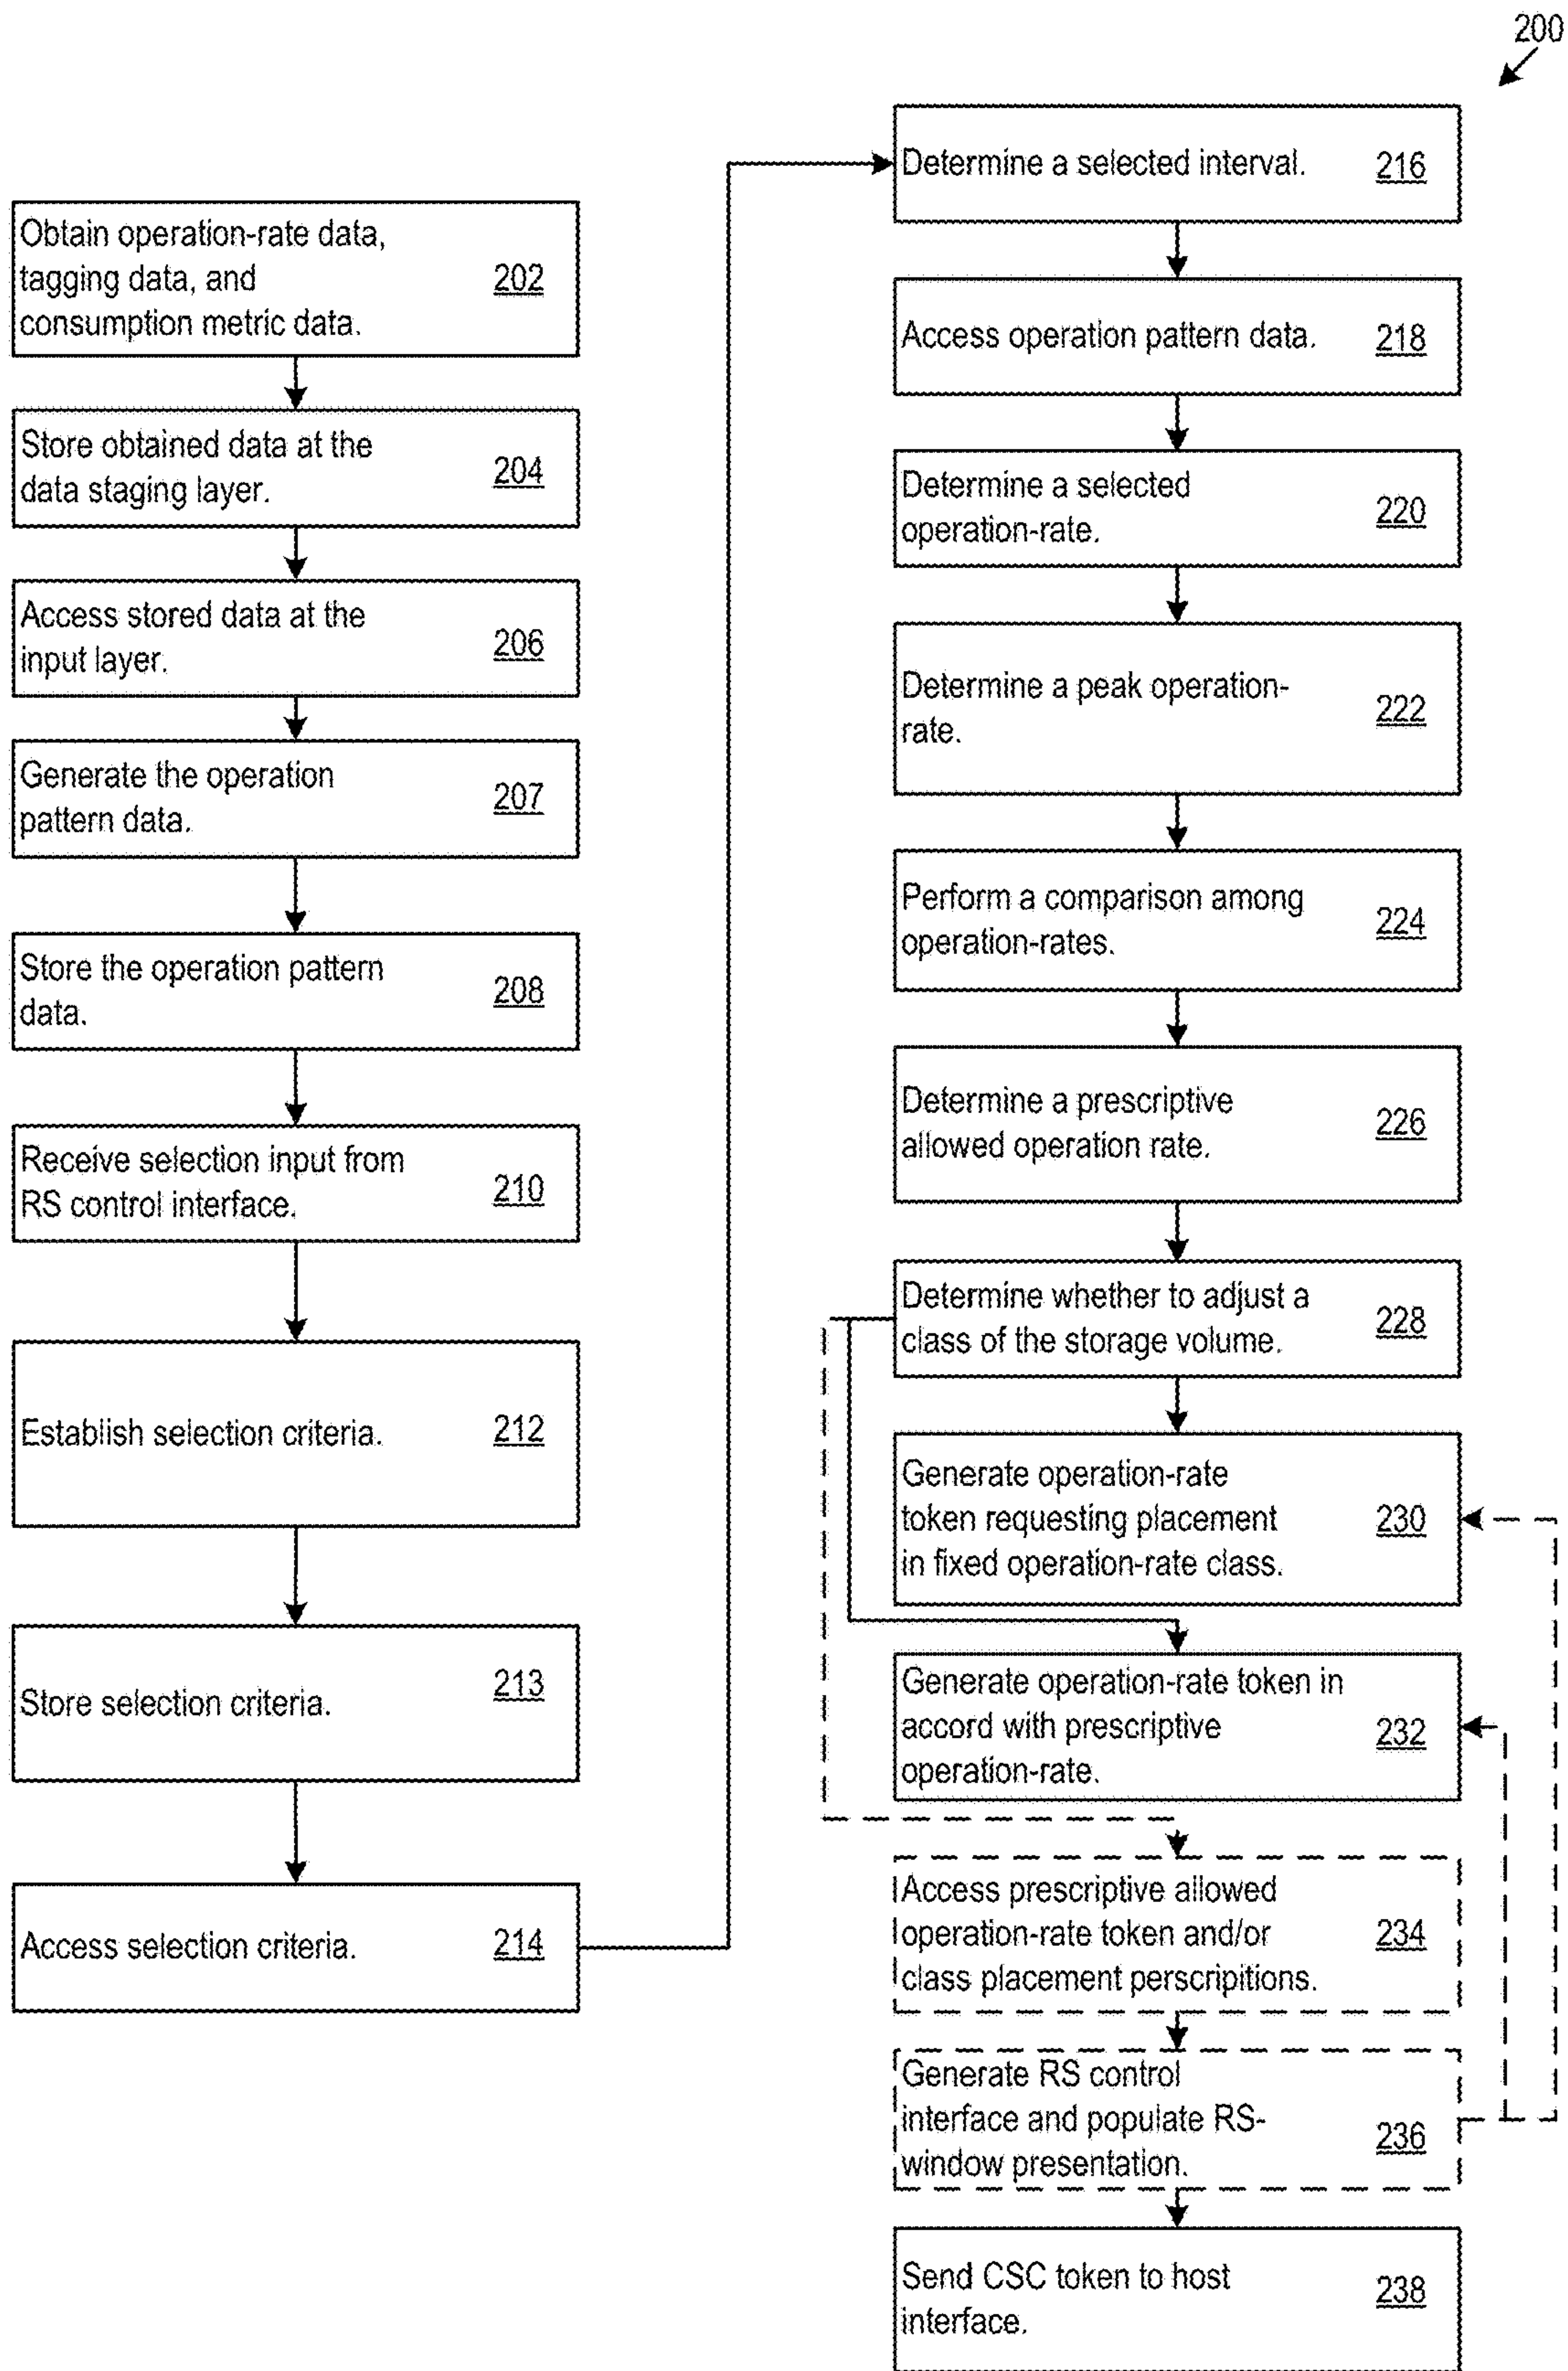 200
Obtain operation-rate data,
tagging data, and
consumption metric data.
202
Store obtained data at the
data staging layer.
204
Access stored data at the
input layer.
206
Generate the operation
pattern data.
207
Store the operation pattern
data.
208
Receive selection input from
RS control interface.
210
Establish selection criteria.
212
Store selection criteria.
213
Access selection criteria.
214
Determine a selected interval.
216
Access operation pattern data.
218
Determine a selected
operation-rate.
220
Determine a peak operation-
rate.
222
Perform a comparison among
operation-rates.
224
Determine a prescriptive
allowed operation rate.
226
Determine whether to adjust a
class of the storage volume.
228
Generate operation-rate
token requesting placement
in fixed operation-rate class.
230
Generate operation-rate token in
accord with prescriptive
operation-rate.
232
Access prescriptive allowed
operation-rate token and/or
class placement perscripitions.
234
Generate RS control
interface and populate RS-
window presentation.
236
Send CSC token to host
interface.
238